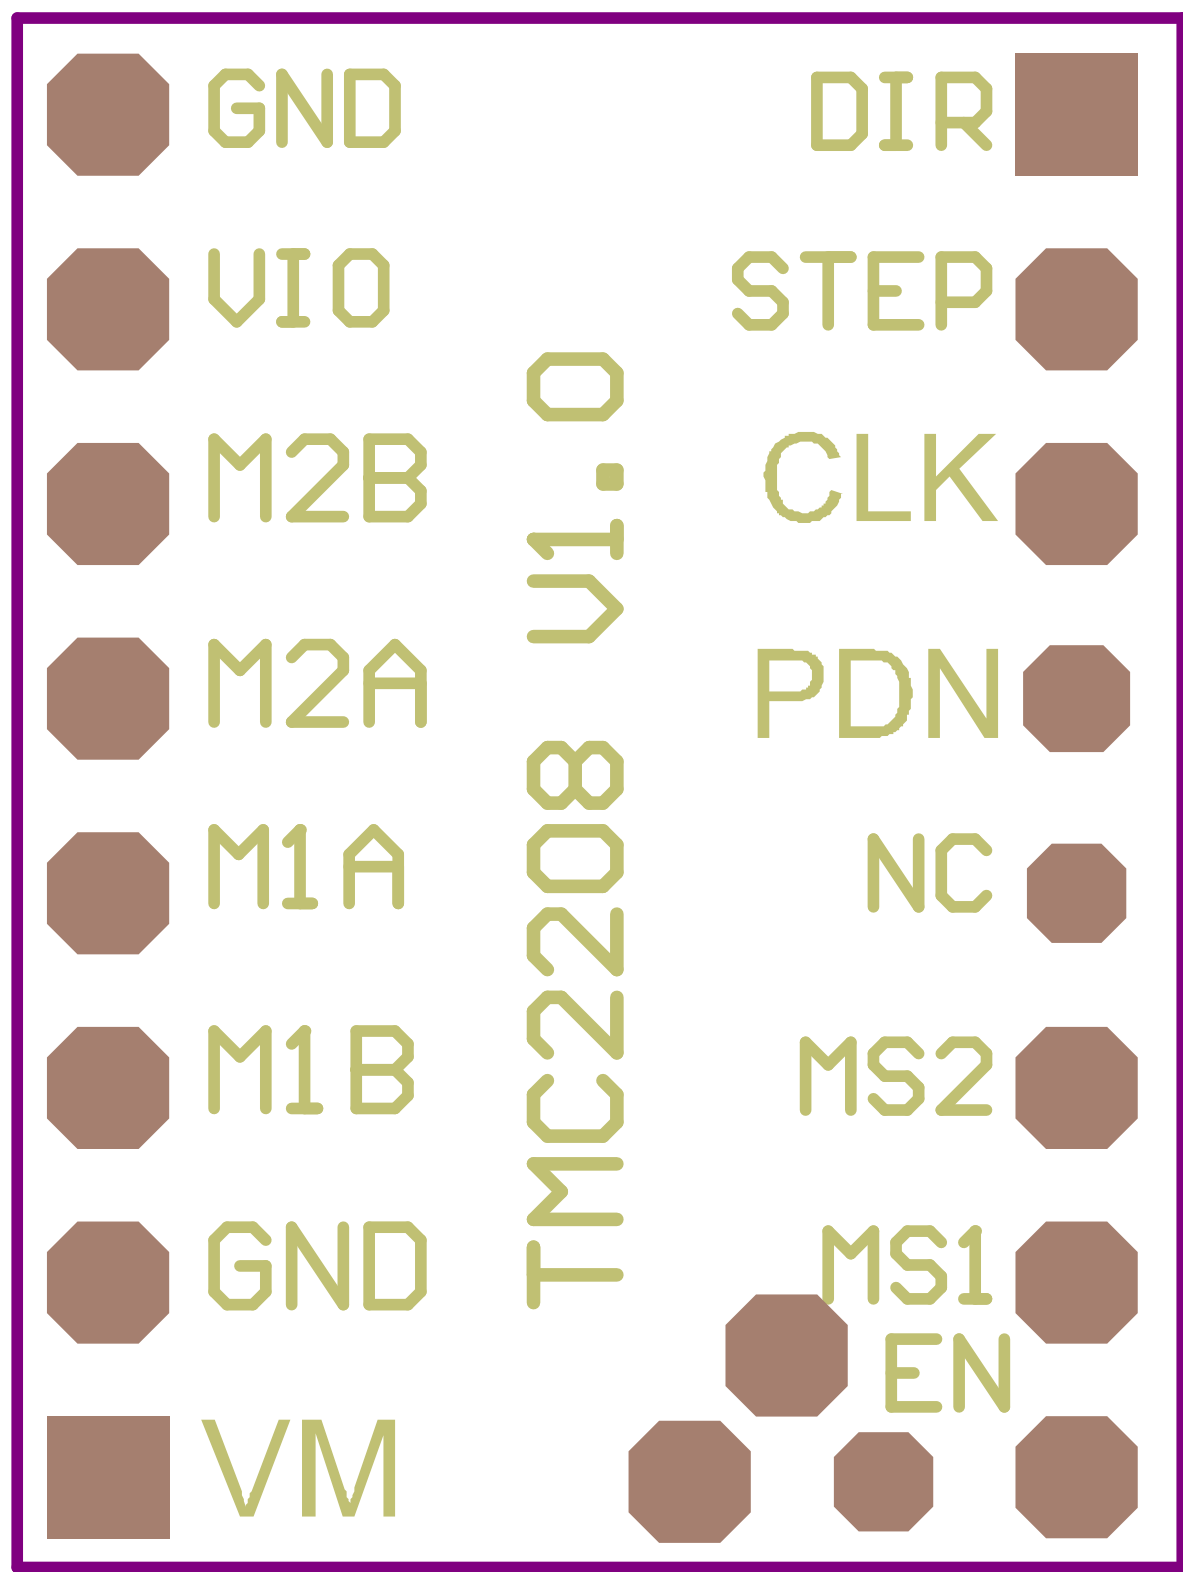 GND
DIR
VIO
STEP
M2B
CLK
M2A
PDN
M1A
NC
M1B
MS2
GND
MS1
EN
VM
TMC2208 V1.0